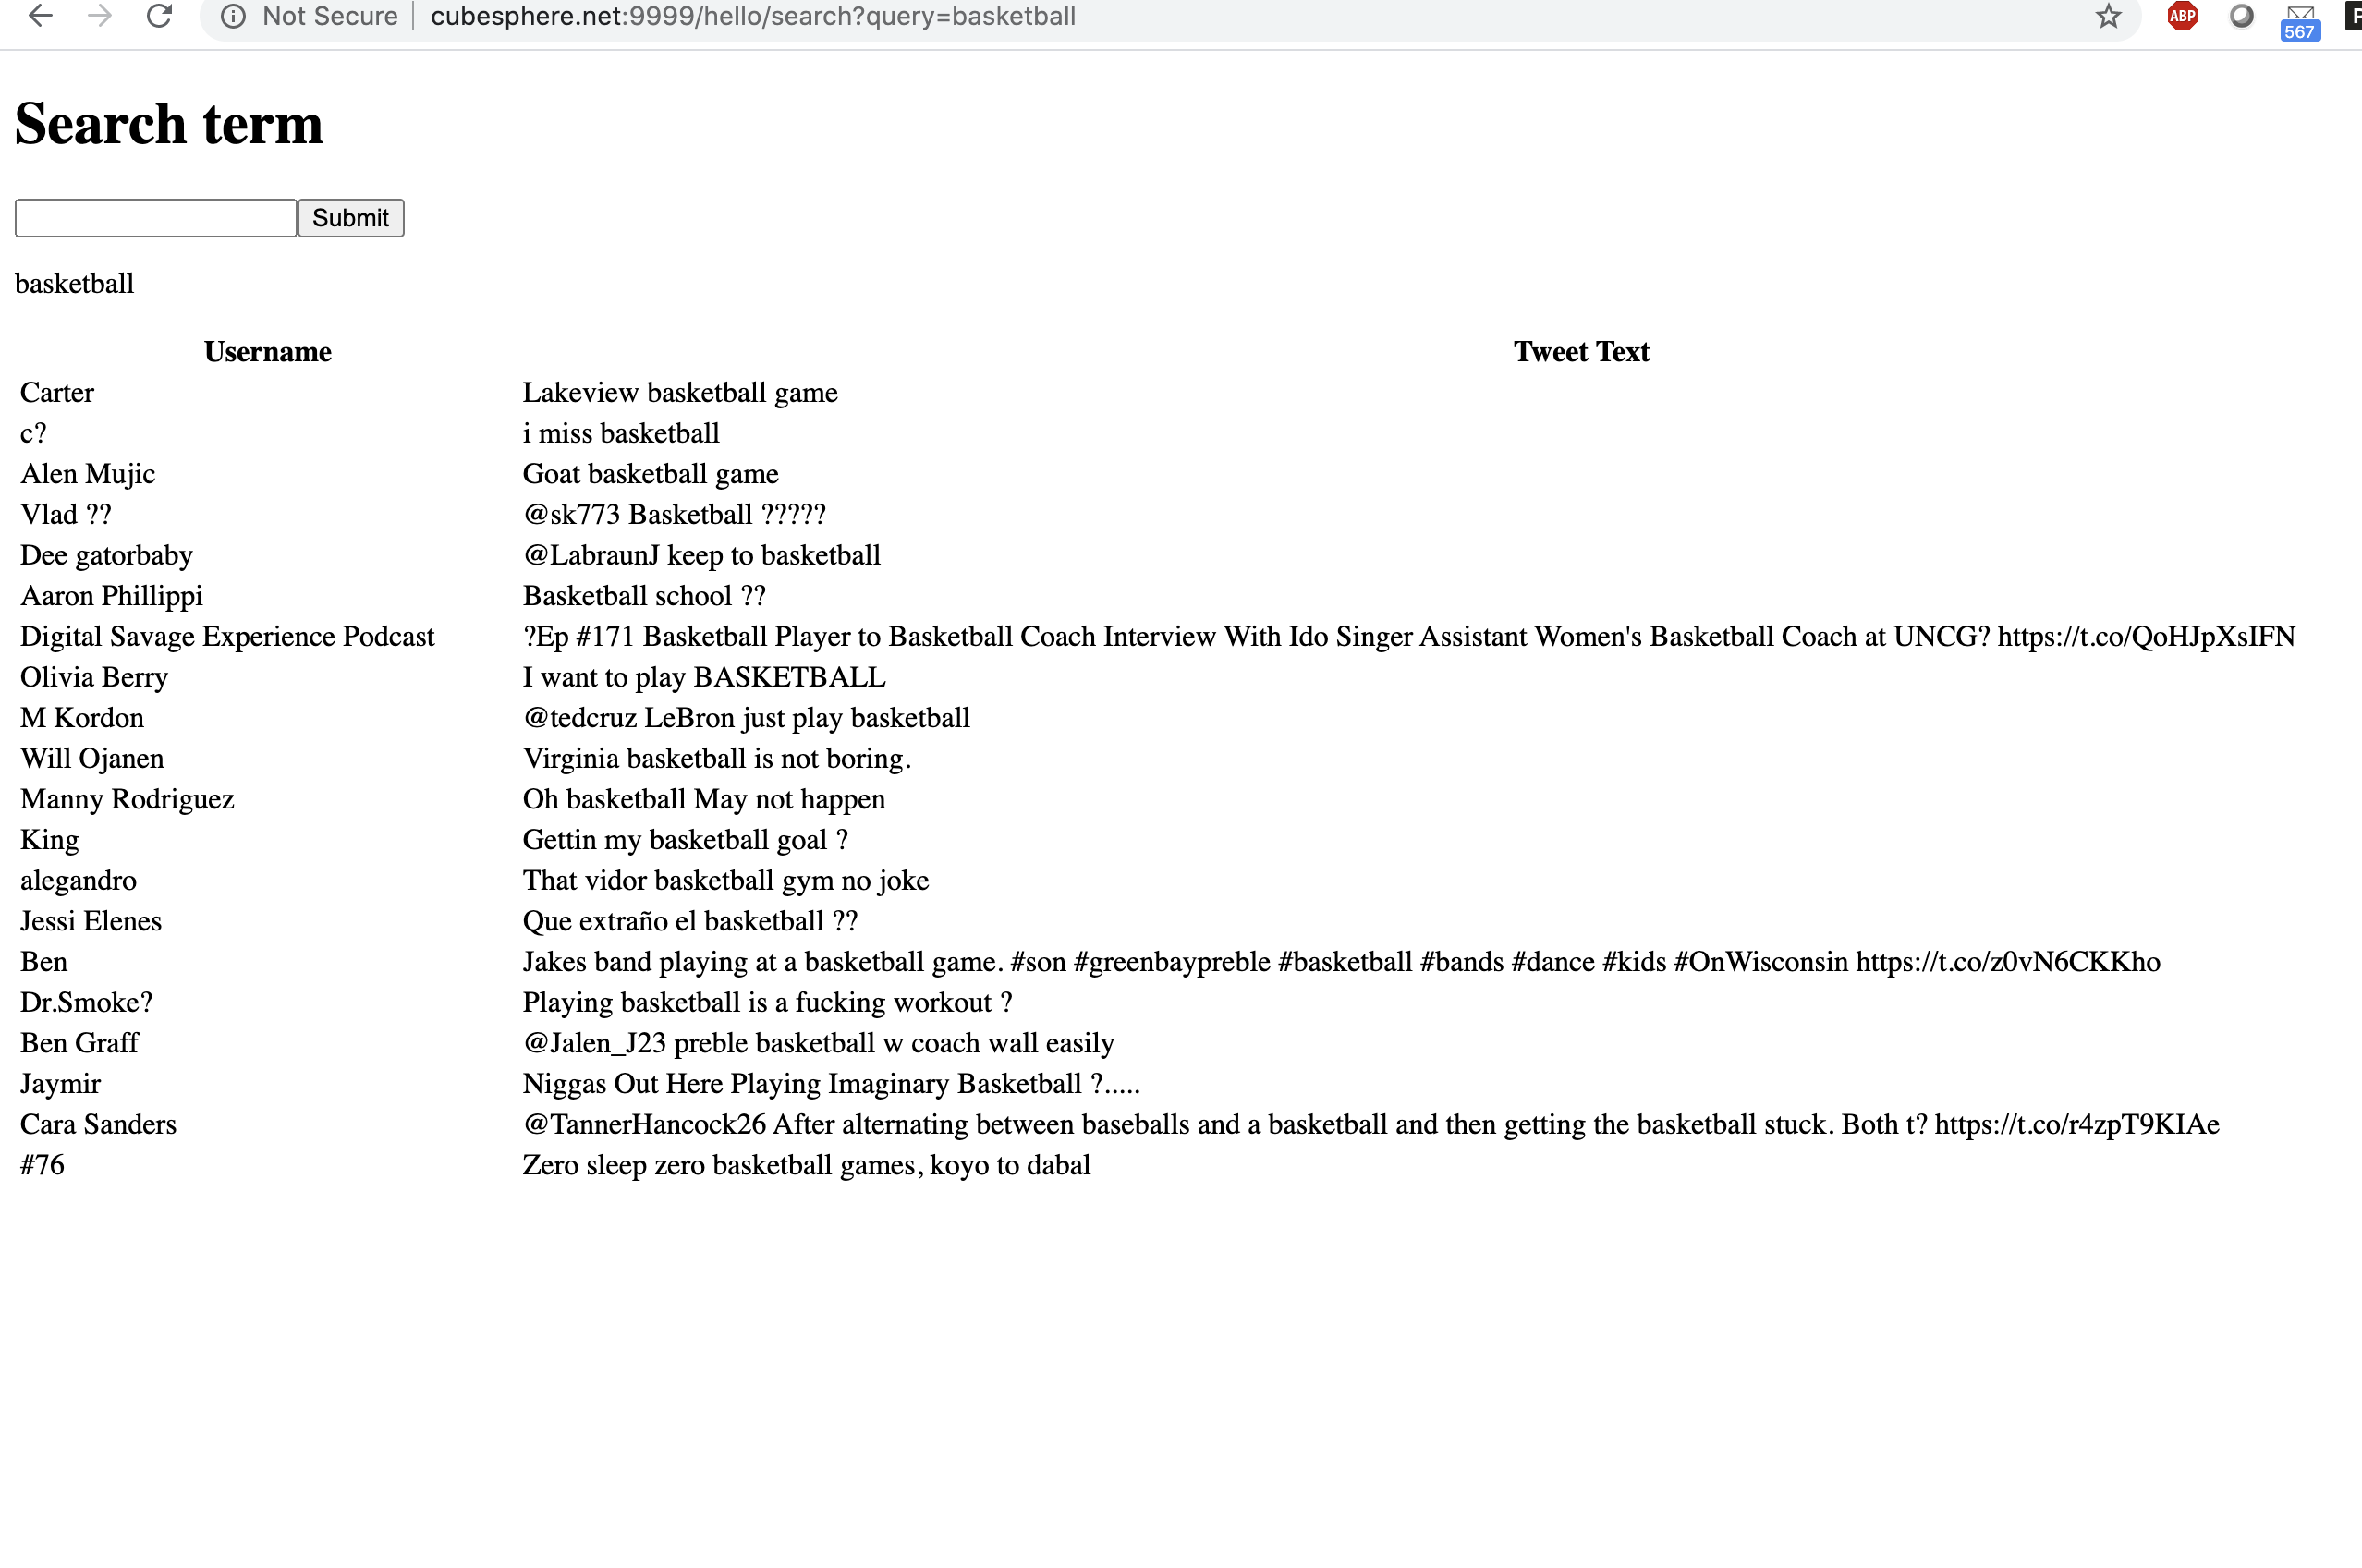 Not Secure | cubesphere.net:9999/hello/search?query=basketball ABP 567
Search term
Submit
basketball
Username Tweet Text
Carter Lakeview basketball game
c? i miss basketball
Alen Mujic Goat basketball game
Vlad ?? @sk773 Basketball ?????
Dee gatorbaby @LabraunJ keep to basketball
Aaron Phillippi Basketball school ??
Digital Savage Experience Podcast ?Ep #171 Basketball Player to Basketball Coach Interview With Ido Singer Assistant Women's Basketball Coach at UNCG? https://t.co/QoHJpXsIFN
Olivia Berry I want to play BASKETBALL
M Kordon @tedcruz LeBron just play basketball
Will Ojanen Virginia basketball is not boring.
Manny Rodriguez Oh basketball May not happen
King Gettin my basketball goal ?
alegandro That vidor basketball gym no joke
Jessi Elenes Que extraño el basketball ??
Ben Jakes band playing at a basketball game. #son #greenbaypreble #basketball #bands #dance #kids #OnWisconsin https://t.co/z0vN6CKKho
Dr.Smoke? Playing basketball is a fucking workout ?
Ben Graff @Jalen_J23 preble basketball w coach wall easily
Jaymir Niggas Out Here Playing Imaginary Basketball ?.....
Cara Sanders @TannerHancock26 After alternating between baseballs and a basketball and then getting the basketball stuck. Both t? https://t.co/r4zpT9KIAe
#76 Zero sleep zero basketball games, koyo to dabal